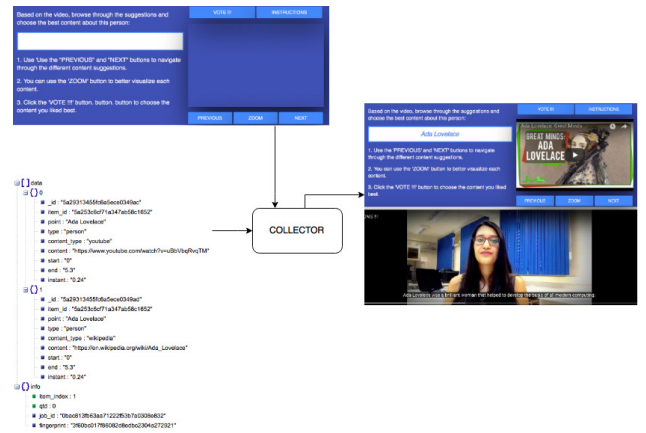 Based on the video, browse through the suggestions and
choose the best content about this person:
VOTE !!!
INSTRUCTIONS
1. Use 'Use the "PREVIOUS" and "NEXT" buttons to navigate
through the different content suggestions.
2. You can use the 'ZOOM' button to better visualize each
content.
3. Click the 'VOTE !!!' button, button. button to choose the
content you liked best.
PREVIOUS
ZOOM
NEXT
data
0
_id : "5a29313455fc6a5ece0349ac"
item_id : "5a253c6cf71a347ab58c1652"
point : "Ada Lovelace"
type : "person"
content_type : "youtube"
content : "https://www.youtube.com/watch?v=uBbVbqRvqTM"
start : "0"
end : "5.3"
instant : "0.24"
1
_id : "5a29313455fc6a5ece0349ad"
item_id : "5a253c6cf71a347ab58c1652"
point : "Ada Lovelace"
type : "person"
content_type : "wikipedia"
content : "https://en.wikipedia.org/wiki/Ada_Lovelace"
start : "0"
end : "5.3"
instant : "0.24"
info
item_index : 1
qtd : 0
job_id :
fingerprint :
COLLECTOR
Based on the video, browse through the suggestions and
choose the best content about this person:
Ada Lovelace
VOTE !!!
INSTRUCTIONS
1. Use the 'PREVIOUS' and 'NEXT' buttons to navigate
through the different content suggestions.
2. You can use the 'ZOOM' button to better visualize each
content.
3. Click the 'VOTE !!!' button to choose the content you liked
best.
Ada Lovelace: Great Minds
GREAT MINDS:
ADA
LOVELACE
PREVIOUS
ZOOM
NEXT
Ada Lovelace was a brilliant woman that helped to develop the basis of all modern computing.